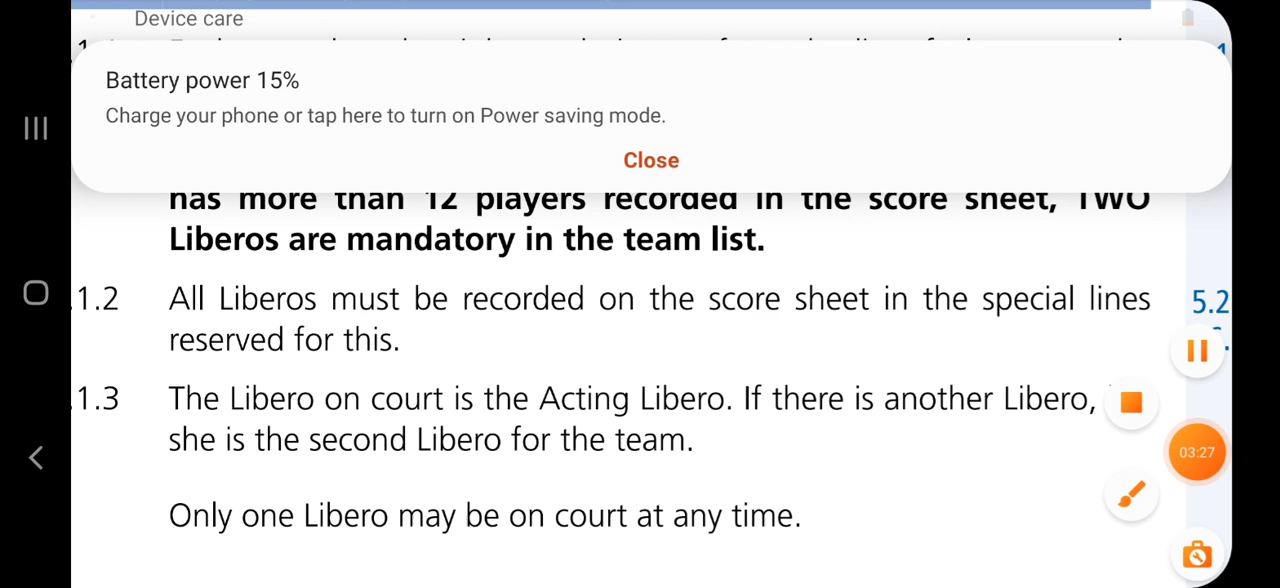 Device care
Battery power 15%
Charge your phone or tap here to turn on Power saving mode.
Close
has more than 12 players recorded in the score sheet, TWO
Liberos are mandatory in the team list.
.1.2 All Liberos must be recorded on the score sheet in the special lines 5.2
reserved for this.
.1.3 The Libero on court is the Acting Libero. If there is another Libero,
she is the second Libero for the team.
03:27
Only one Libero may be on court at any time.